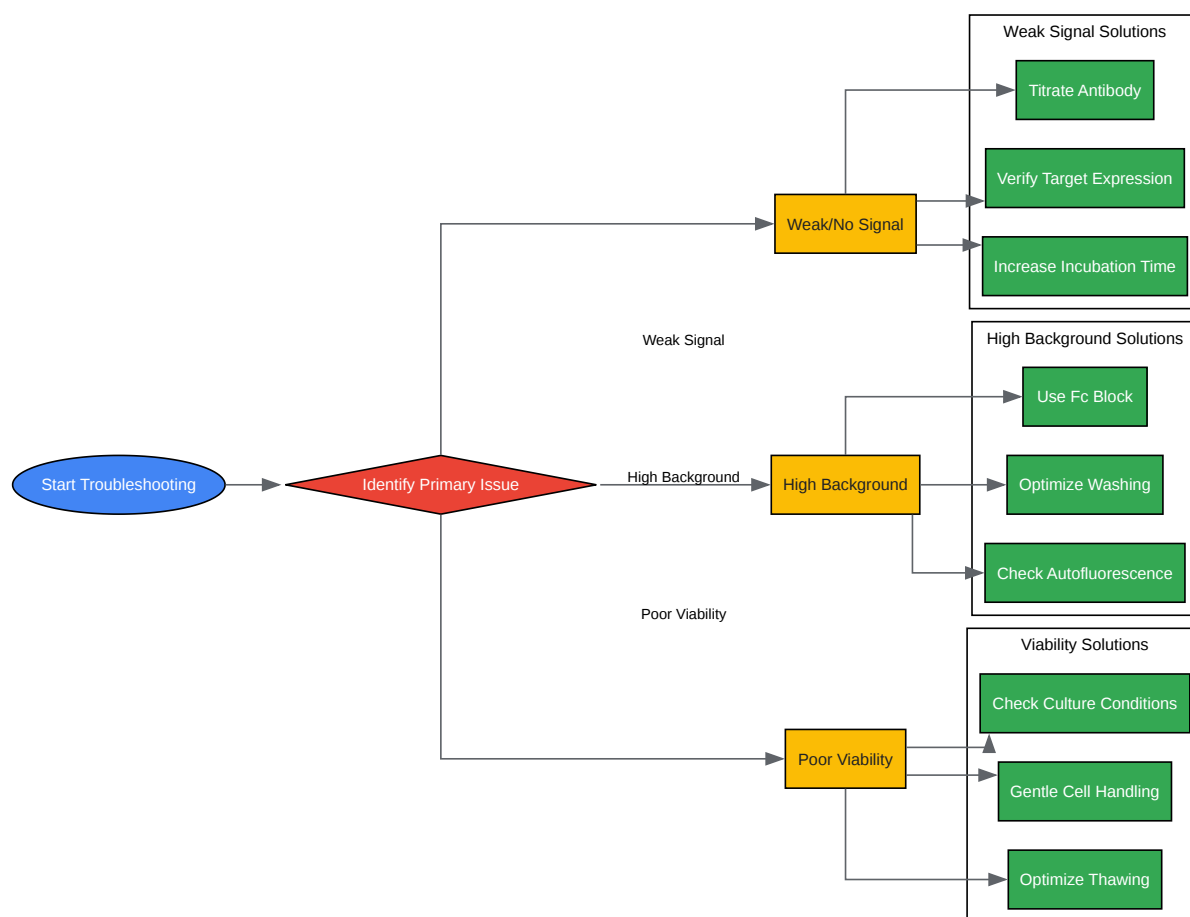 Start Troubleshooting
Identify Primary Issue
Weak Signal
High Background
Poor Viability
Weak/No Signal
High Background
Poor Viability
Weak Signal Solutions
Titrate Antibody
Verify Target Expression
Increase Incubation Time
High Background Solutions
Use Fc Block
Optimize Washing
Check Autofluorescence
Viability Solutions
Check Culture Conditions
Gentle Cell Handling
Optimize Thawing